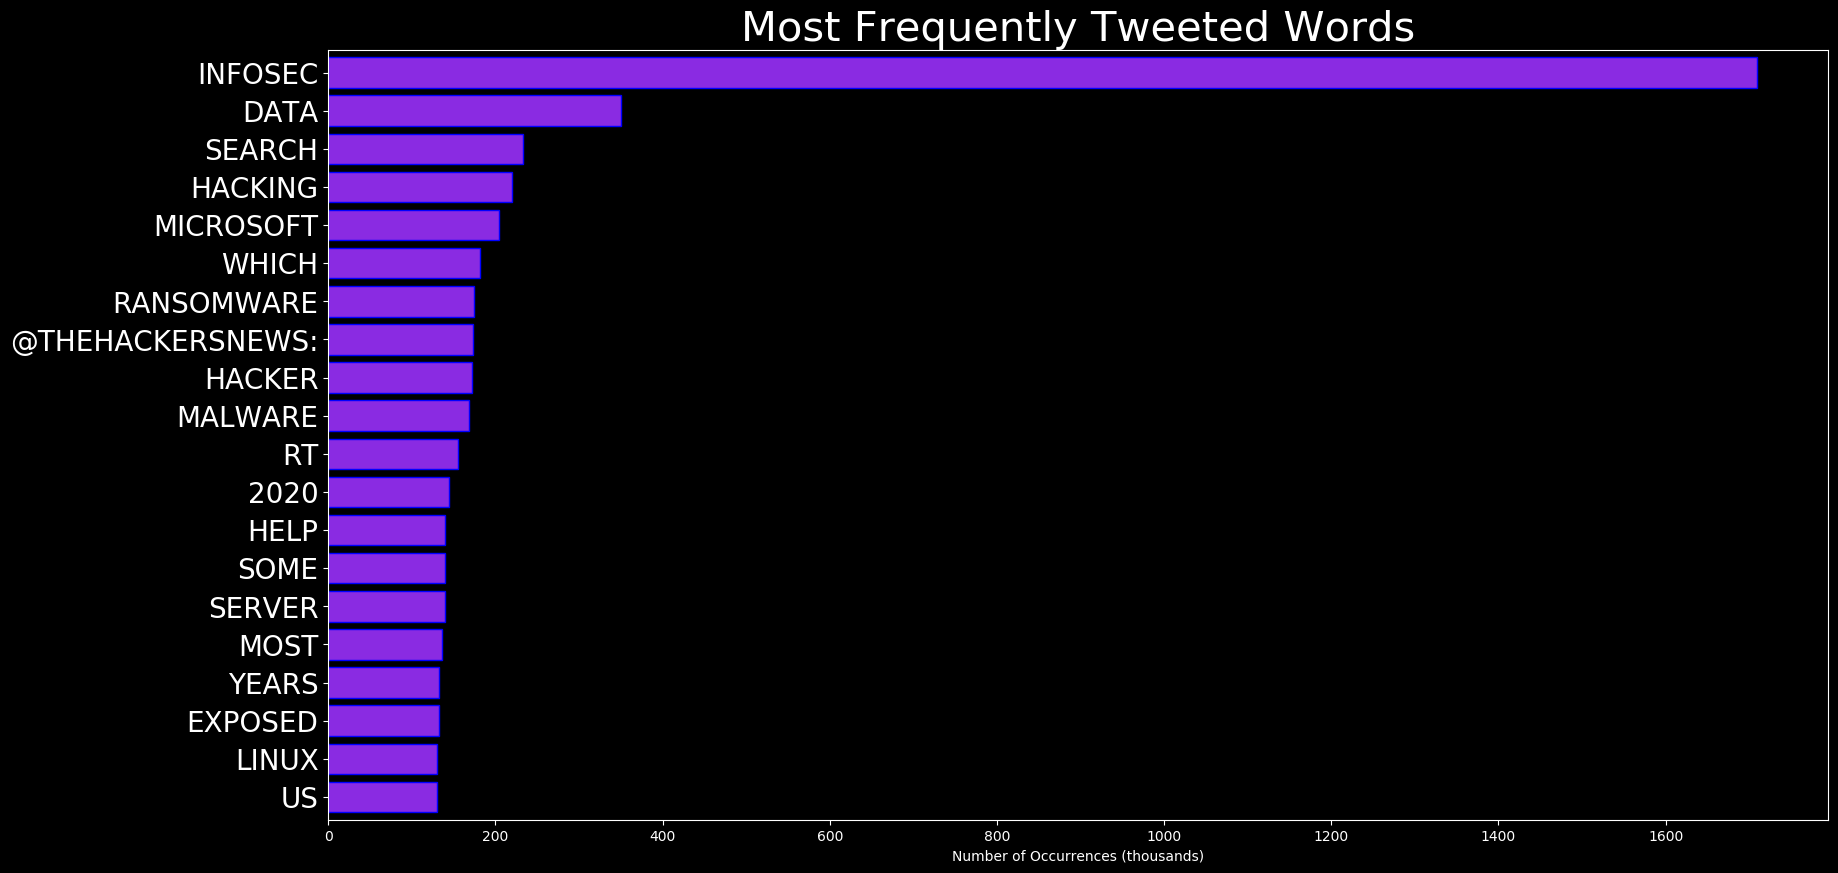 Most Frequently Tweeted Words
INFOSEC
DATA
SEARCH
HACKING
MICROSOFT
WHICH
RANSOMWARE
@THEHACKERSNEWS:
HACKER
MALWARE
RT
2020
HELP
SOME
SERVER
MOST
YEARS
EXPOSED
LINUX
US
0 200 400 600 800 1000 1200 1400 1600
Number of Occurrences (thousands)